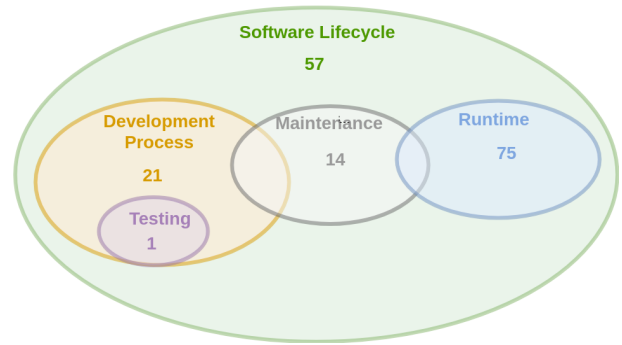 Software Lifecycle
57
Development
Process
21
Testing
1
Maintenance
14
Runtime
75